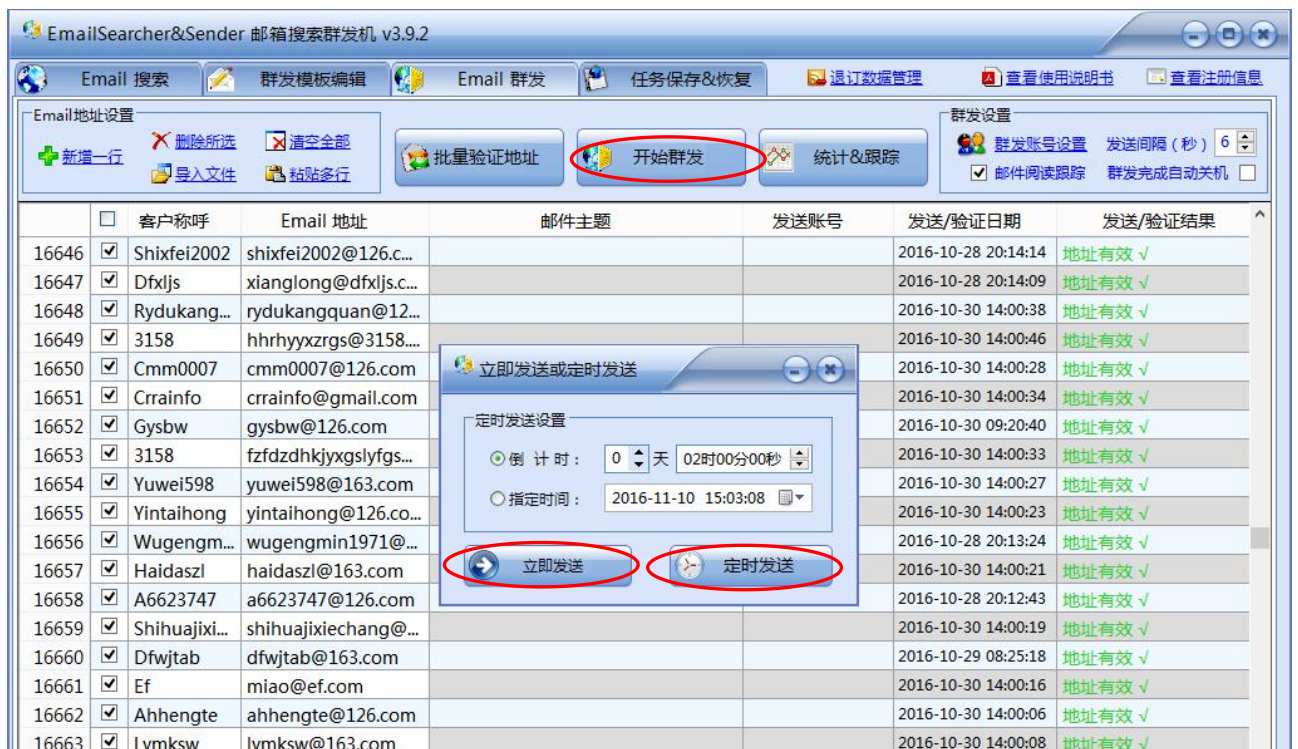 EmailSearcher&Sender 邮箱搜索群发机 v3.9.2
Email 搜索 群发模板编辑 Email 群发 任务保存&恢复 退订数据管理 查看使用说明书 查看注册信息
Email地址设置 群发设置
新增一行 删除所选 清空全部 批量验证地址 开始群发 统计&跟踪 群发账号设置 发送间隔（秒） 6
导入文件 粘贴多行 邮件阅读跟踪 群发完成自动关机
客户称呼 Email 地址 邮件主题 发送账号 发送/验证日期 发送/验证结果
16646 Shixfei2002 shixfei2002@126.c... 2016-10-28 20:14:14 地址有效 √
16647 Dfxljs xianglong@dfxljs.c... 2016-10-28 20:14:09 地址有效 √
16648 Rydukang... rydukangquan@12... 2016-10-30 14:00:38 地址有效 √
16649 3158 hhrhyyxzrgs@3158.... 2016-10-30 14:00:46 地址有效 √
16650 Cmm0007 cmm0007@126.com 2016-10-30 14:00:28 地址有效 √
16651 Crrainfo crrainfo@gmail.com 2016-10-30 14:00:34 地址有效 √
16652 Gysbw gysbw@126.com 2016-10-30 09:20:40 地址有效 √
16653 3158 fzfdzdhkjyxgslyfgs... 2016-10-30 14:00:33 地址有效 √
16654 Yuwei598 yuwei598@163.com 2016-10-30 14:00:27 地址有效 √
16655 Yintaihong yintaihong@126.co... 2016-10-30 14:00:23 地址有效 √
16656 Wugengm... wugengmin1971@... 2016-10-28 20:13:24 地址有效 √
16657 Haidaszl haidaszl@163.com 2016-10-30 14:00:21 地址有效 √
16658 A6623747 a6623747@126.com 2016-10-28 20:12:43 地址有效 √
16659 Shihuajixi... shihuajixiechang@... 2016-10-30 14:00:19 地址有效 √
16660 Dfwjtab dfwjtab@163.com 2016-10-29 08:25:18 地址有效 √
16661 Ef miao@ef.com 2016-10-30 14:00:16 地址有效 √
16662 Ahhengte ahhengte@126.com 2016-10-30 14:00:06 地址有效 √
16663 Lymksw lymksw@163.com 2016-10-30 14:00:08 地址有效 √
立即发送或定时发送
定时发送设置
倒 计 时： 0 天 02时00分00秒
指定时间： 2016-11-10 15:03:08
立即发送 定时发送